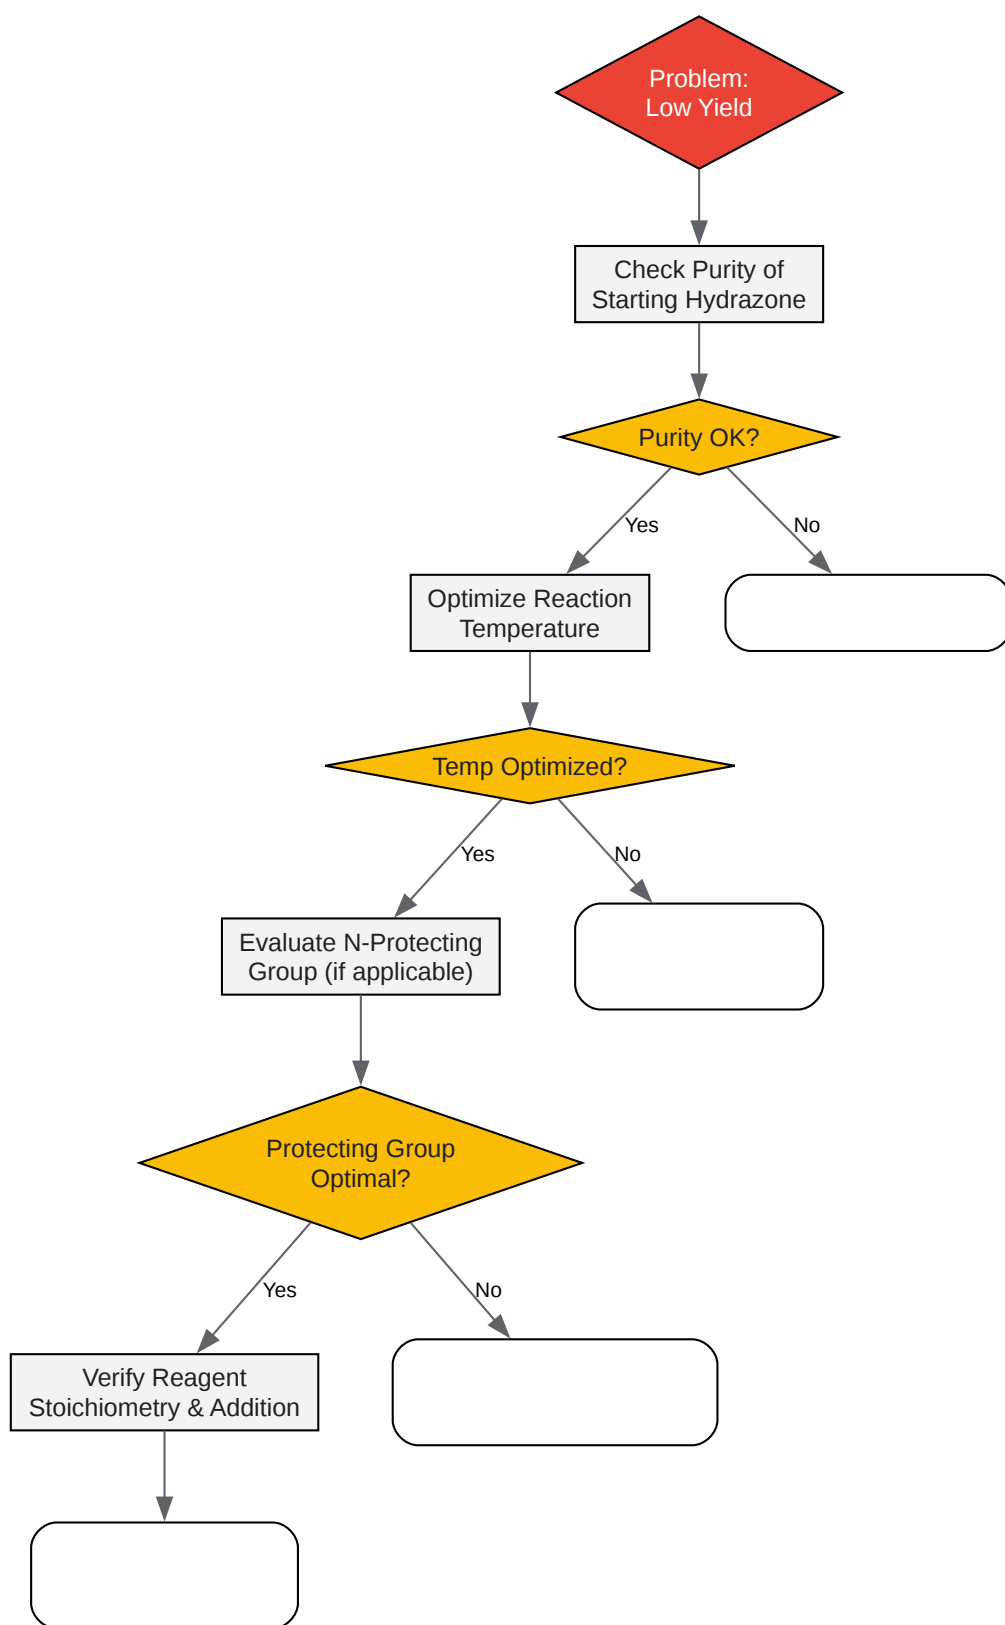 Problem:
Low Yield
Check Purity of
Starting Hydrazone
Purity OK?
Yes
No
Optimize Reaction
Temperature
Temp Optimized?
Yes
No
Evaluate N-Protecting
Group (if applicable)
Protecting Group
Optimal?
Yes
No
Verify Reagent
Stoichiometry & Addition